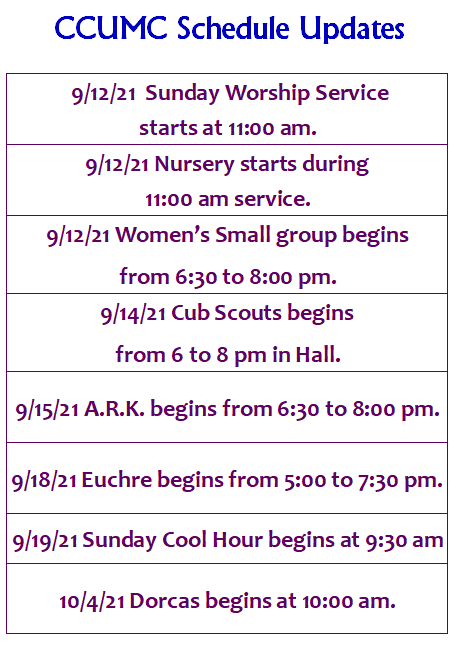 CCUMC Schedule Updates
9/12/21  Sunday Worship Service
starts at 11:00 am.
9/12/21 Nursery starts during
11:00 am service.
9/12/21 Women’s Small group begins
from 6:30 to 8:00 pm.
9/14/21 Cub Scouts begins
from 6 to 8 pm in Hall.
9/15/21 A.R.K. begins from 6:30 to 8:00 pm.
9/18/21 Euchre begins from 5:00 to 7:30 pm.
9/19/21 Sunday Cool Hour begins at 9:30 am
10/4/21 Dorcas begins at 10:00 am.